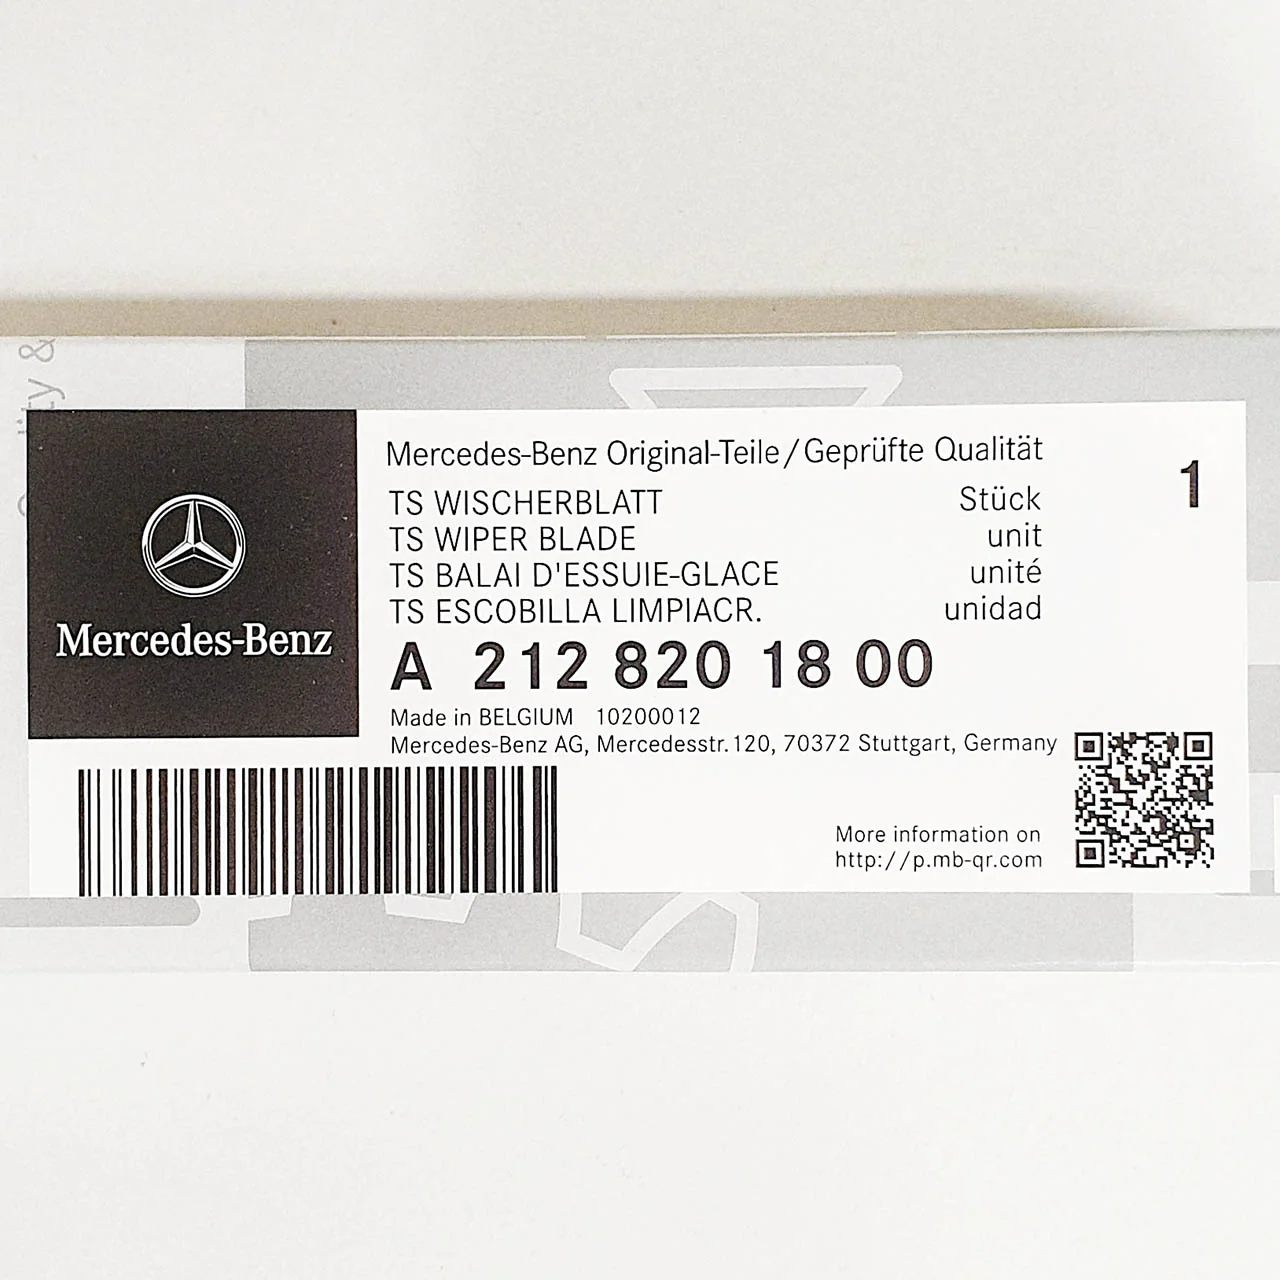 ity &
Mercedes-Benz
Mercedes-Benz Original-Teile/Geprüfte Qualität
TS WISCHERBLATT Stück 1
TS WIPER BLADE unit
TS BALAI D'ESSUIE-GLACE unité
TS ESCOBILLA LIMPIACR. unidad
A 212 820 18 00
Made in BELGIUM 10200012
Mercedes-Benz AG, Mercedesstr.120, 70372 Stuttgart, Germany
More information on
http://p.mb-qr.com